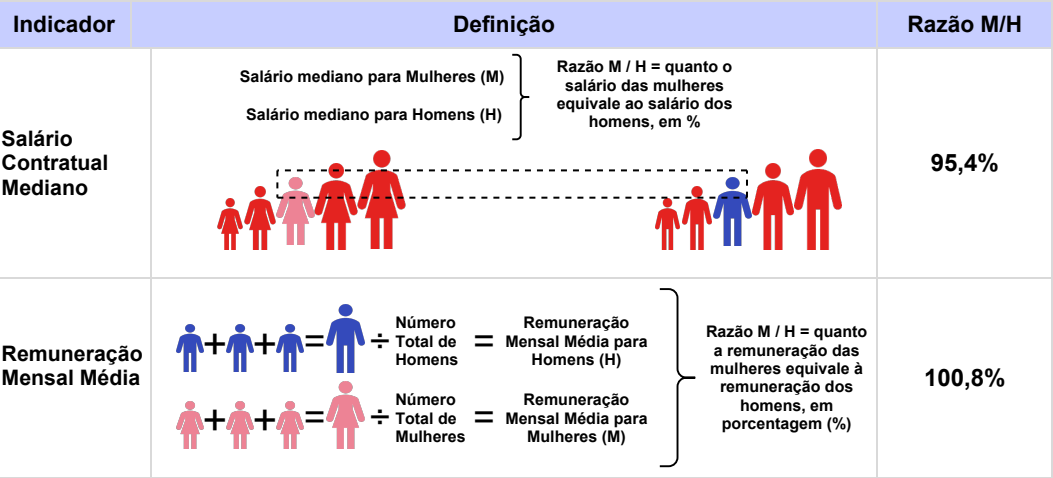 Indicador
Definição
Razão M/H
Salário
Contratual
Mediano
Salário mediano para Mulheres (M)
Salário mediano para Homens (H)
Razão M / H = quanto o
salário das mulheres
equivale ao salário dos
homens, em %
95,4%
Remuneração
Mensal Média
+ + = ÷
Número
Total de
Homens
=
Remuneração
Mensal Média para
Homens (H)
+ + = ÷
Número
Total de
Mulheres
=
Remuneração
Mensal Média para
Mulheres (M)
Razão M / H = quanto
a remuneração das
mulheres equivale à
remuneração dos
homens, em
porcentagem (%)
100,8%